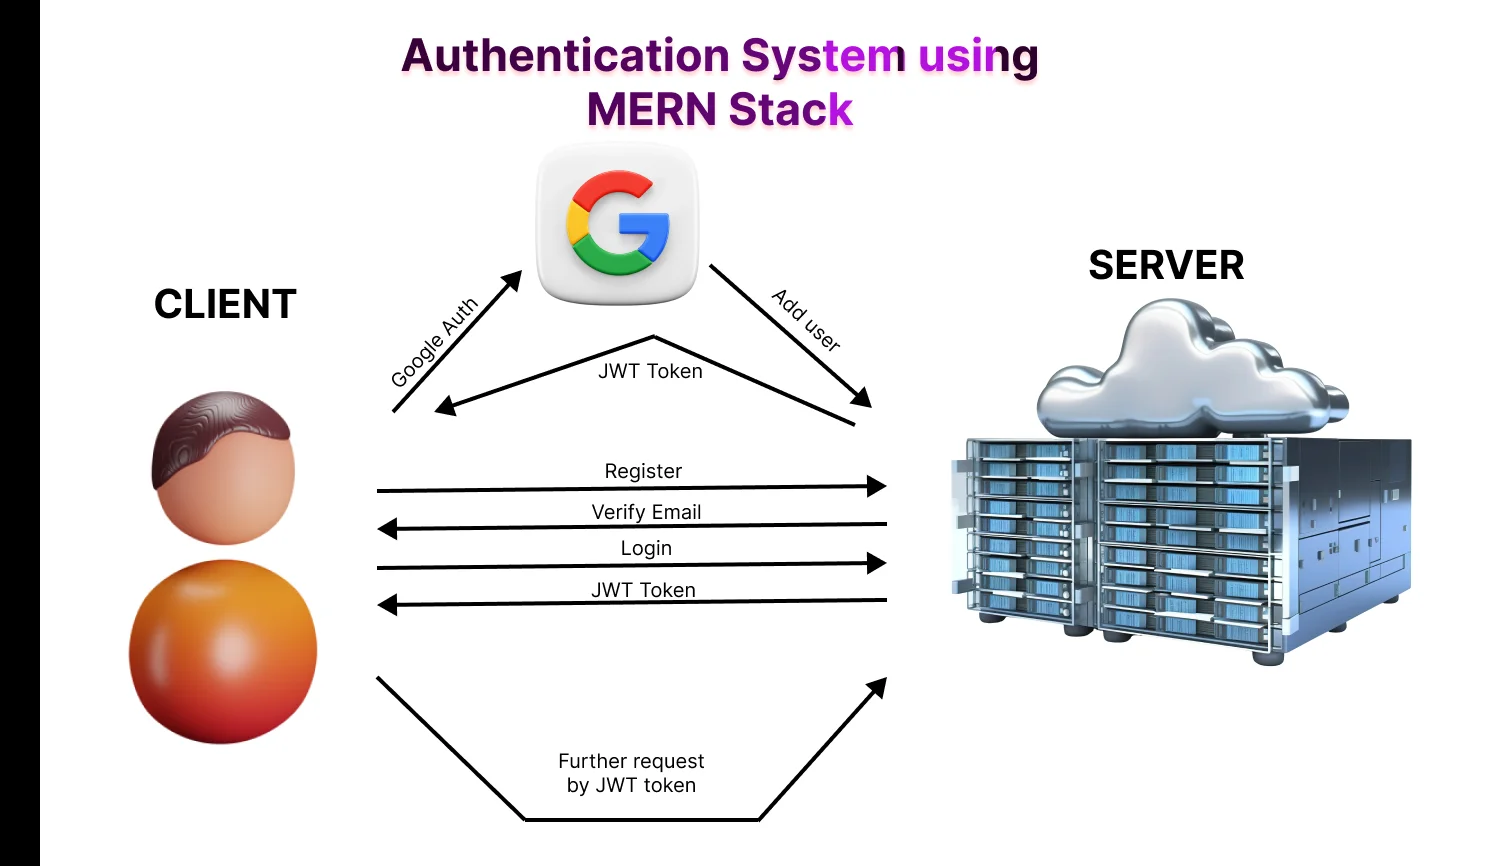 Authentication System using
MERN Stack
CLIENT
SERVER
Google Auth
Add user
JWT Token
Register
Verify Email
Login
JWT Token
Further request
by JWT token